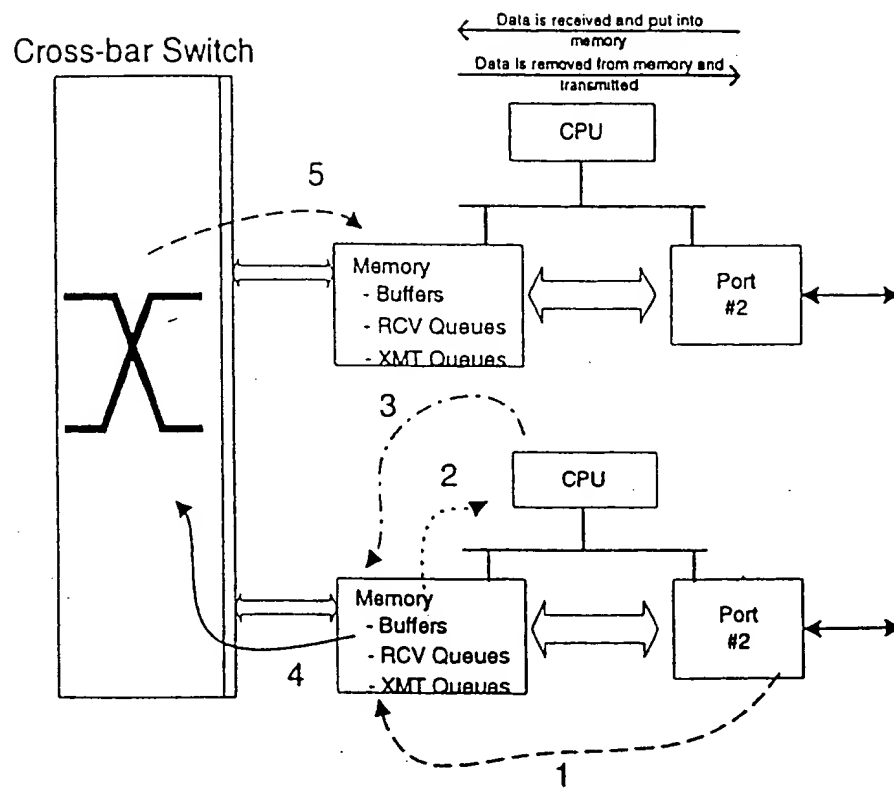 Data is received and put into
memory
Cross-bar Switch
Data is removed from memory and
transmitted
CPU
5
Memory
- Buffers
- RCV Queues
- XMT Queues
Port
#2
3
2
CPU
Memory
- Buffers
- RCV Queues
- XMT Queues
Port
#2
4
1